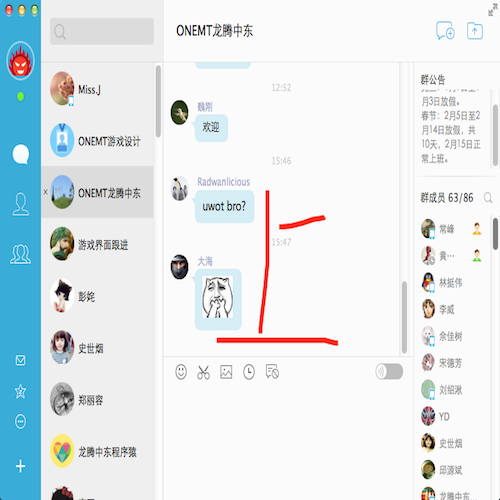 ONEMT龙腾中东
Miss.J
ONEMT游戏设计
ONEMT龙腾中东
游戏界面跟进
彭姹
史世烟
郑丽容
龙腾中东程序猿
12:52
魏刚
欢迎
15:46
Radwanlicious
uwot bro?
15:47
大海
群公告
月3日放假。
春节：2月5日至2
月14日放假，共
10天，2月15日正
常上班。
群成员 63/86
常峰
黄…
林挺伟
李威
余佳树
宋德芳
刘绍湫
YD
史世烟
邱源斌
龙腾中东…